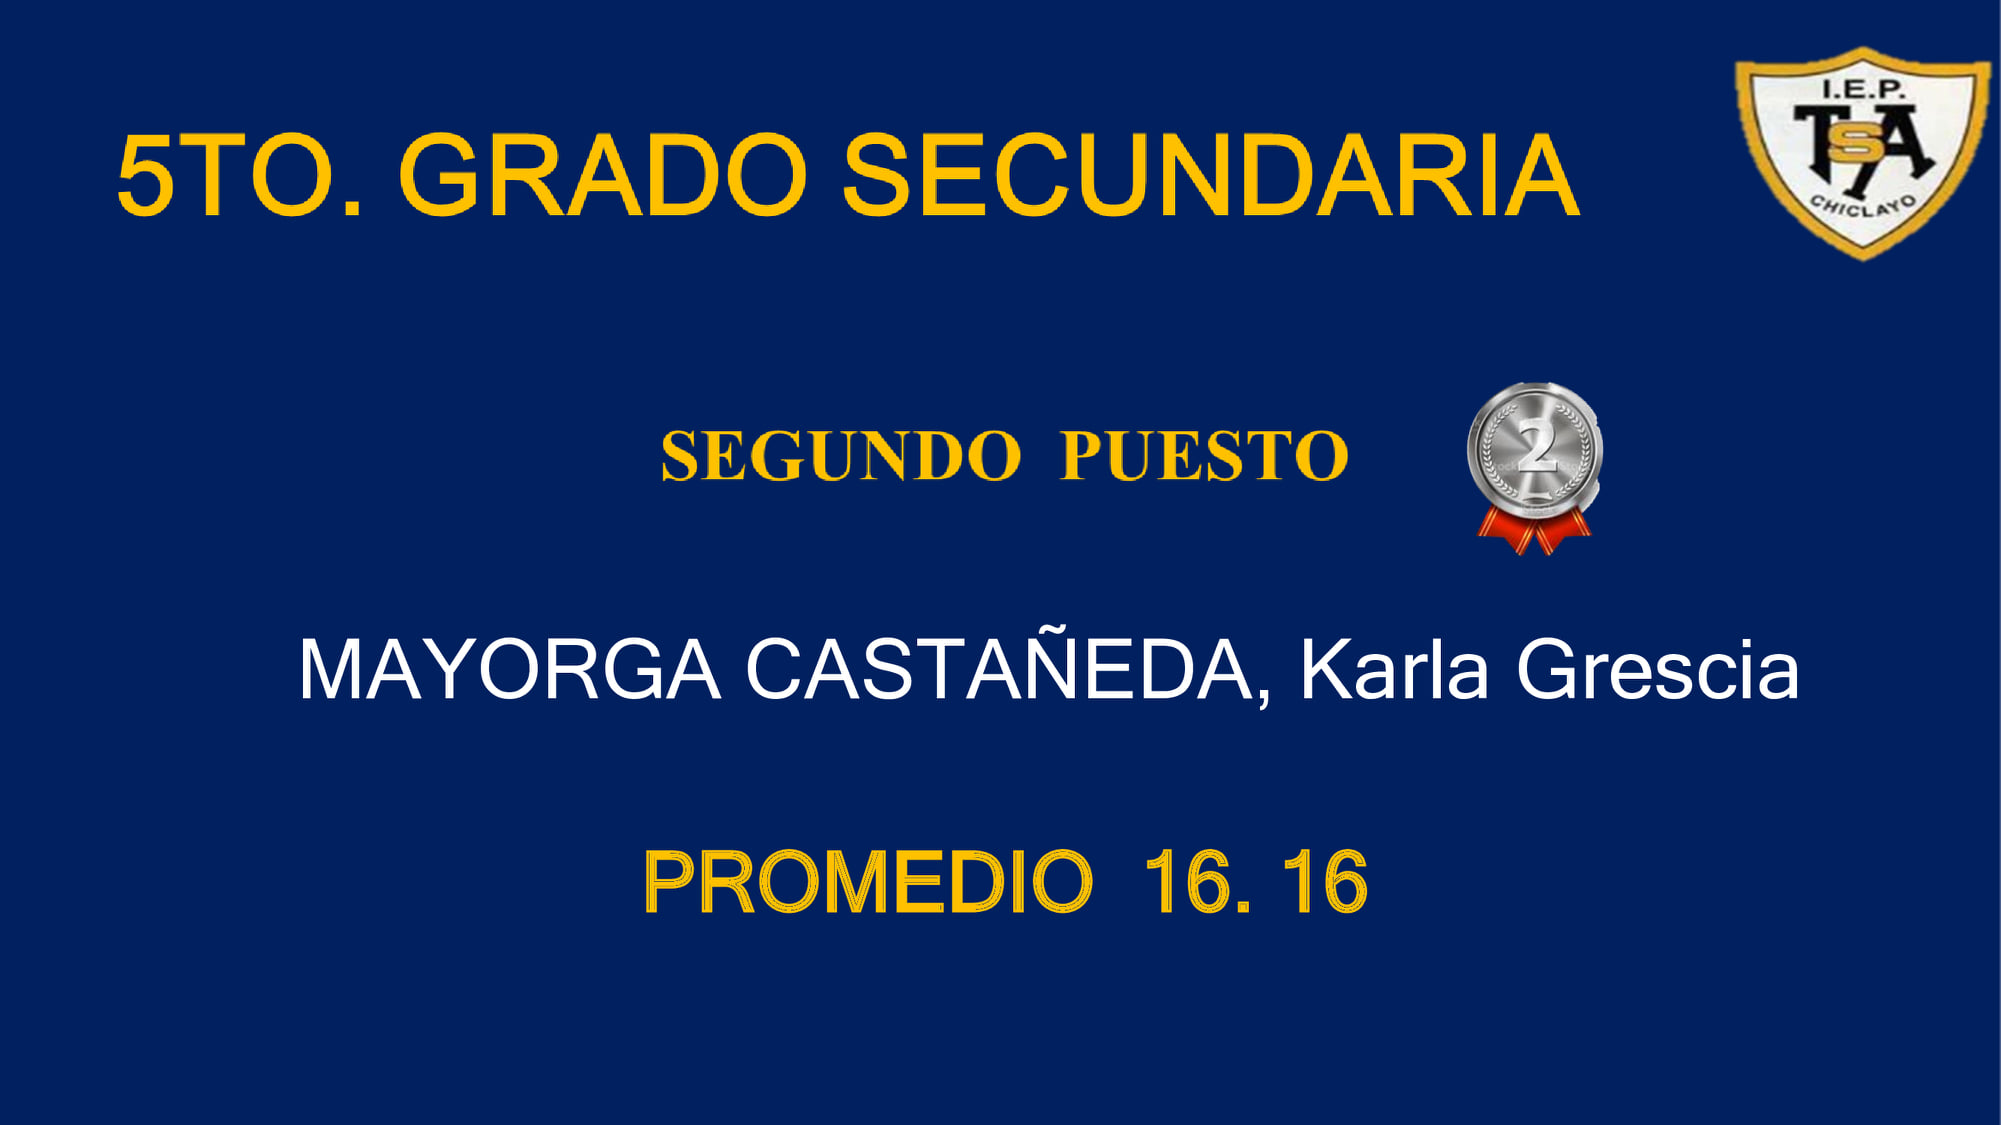 I.E.P.
TSA
CHICLAYO
5TO. GRADO SECUNDARIA
SEGUNDO PUESTO
2
MAYORGA CASTAÑEDA, Karla Grescia
PROMEDIO 16. 16